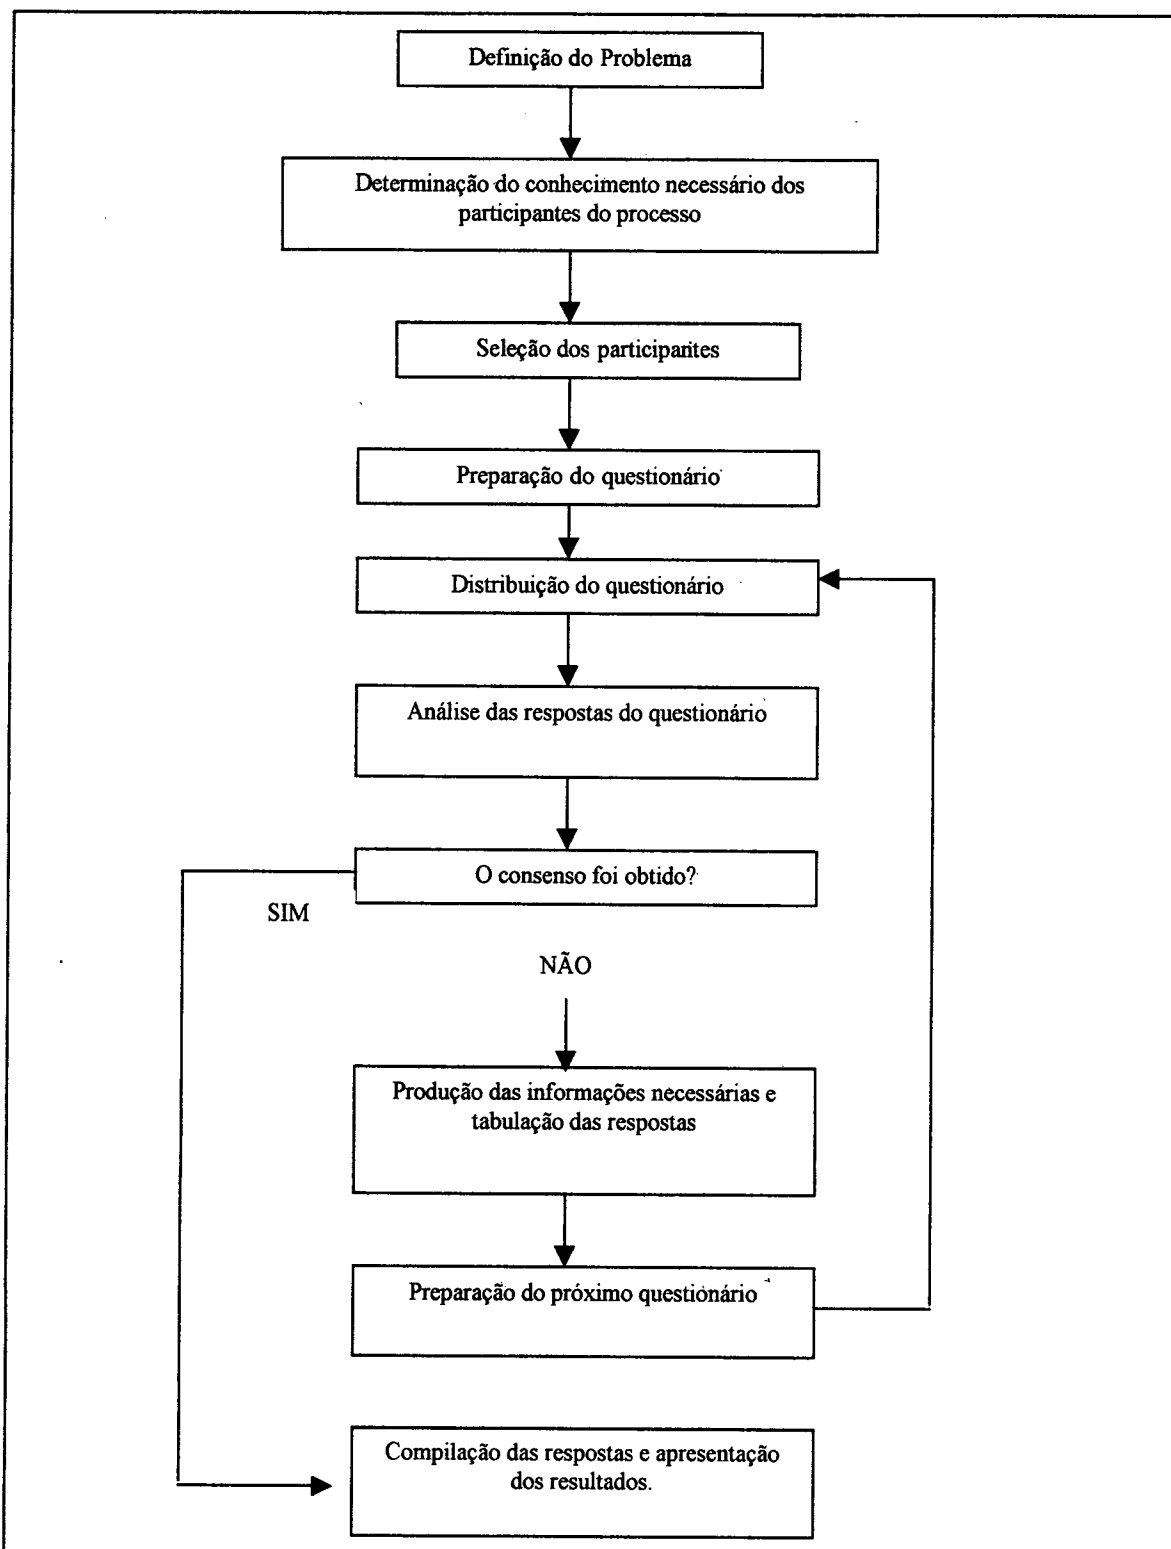 Definição do Problema
Determinação do conhecimento necessário dos
participantes do processo
Seleção dos participantes
Preparação do questionário
Distribuição do questionário
Análise das respostas do questionário
O consenso foi obtido?
SIM
NÃO
Produção das informações necessárias e
tabulação das respostas
Preparação do próximo questionário
Compilação das respostas e apresentação
dos resultados.